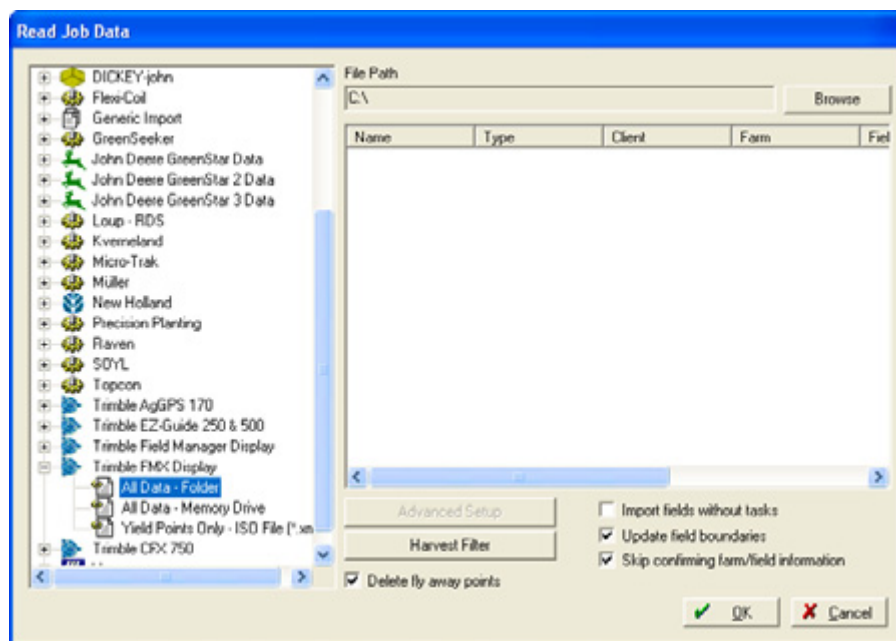 Read Job Data
DICKEY-john
Flexi-Coil
Generic Import
GreenSeeker
John Deere GreenStar Data
John Deere GreenStar 2 Data
John Deere GreenStar 3 Data
Loup - RDS
Kverneland
Micro-Trak
Müller
New Holland
Precision Planting
Raven
SOYL
Topcon
Trimble AgGPS 170
Trimble EZ-Guide 250 & 500
Trimble Field Manager Display
Trimble FMX Display
All Data - Folder
All Data - Memory Drive
Yield Points Only - ISO File (*.xm
Trimble CFX 750
File Path
C:\
Browse
Name Type Client Farm Fiel
Advanced Setup
Harvest Filter
Delete fly away points
Import fields without tasks
Update field boundaries
Skip confirming farm/field information
OK Cancel